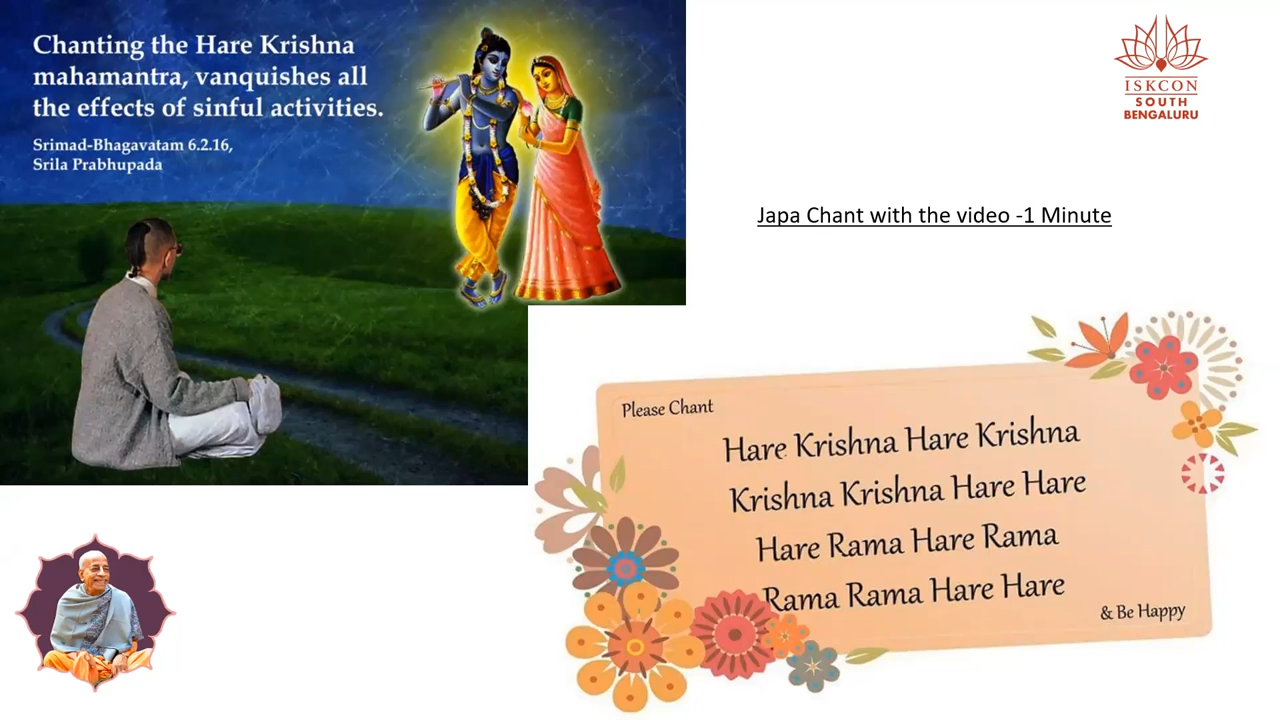 Chanting the Hare Krishna
mahamantra, vanquishes all
the effects of sinful activities.
Srimad-Bhagavatam 6.2.16,
Srila Prabhupada
ISKCON
SOUTH
BENGALURU
Japa Chant with the video -1 Minute
Please Chant
Hare Krishna Hare Krishna
Krishna Krishna Hare Hare
Hare Rama Hare Rama
Rama Rama Hare Hare
& Be Happy